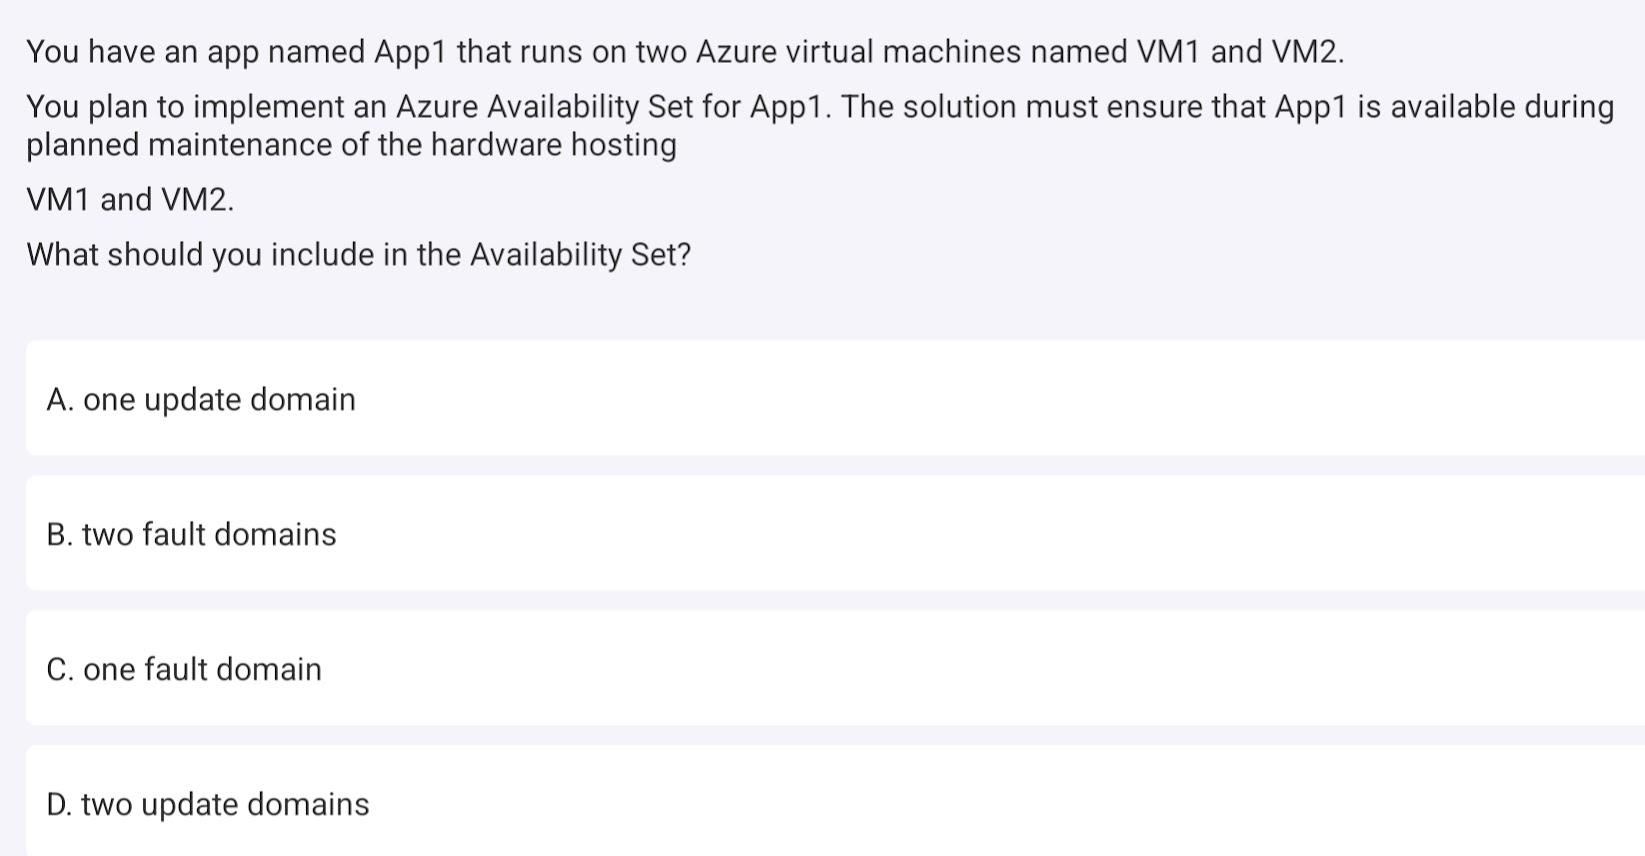 You have an app named App1 that runs on two Azure virtual machines named VM1 and VM2.
You plan to implement an Azure Availability Set for App1. The solution must ensure that App1 is available during
planned maintenance of the hardware hosting
VM1 and VM2.
What should you include in the Availability Set?
A. one update domain
B. two fault domains
C. one fault domain
D. two update domains